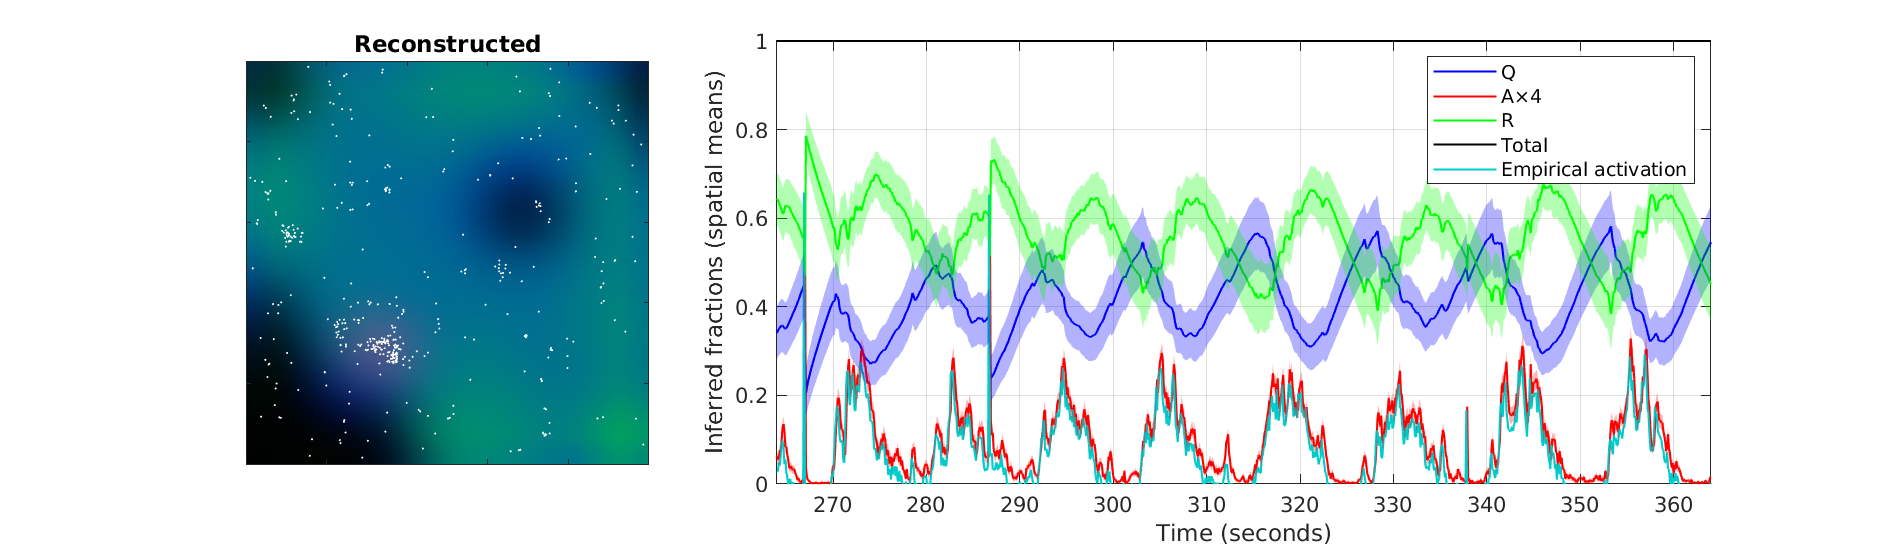 Reconstructed
Inferred fractions (spatial means)
1
0.8
0.6
0.4
0.2
0
Q
A×4
R
Total
Empirical activation
270 280 290 300 310 320 330 340 350 360
Time (seconds)